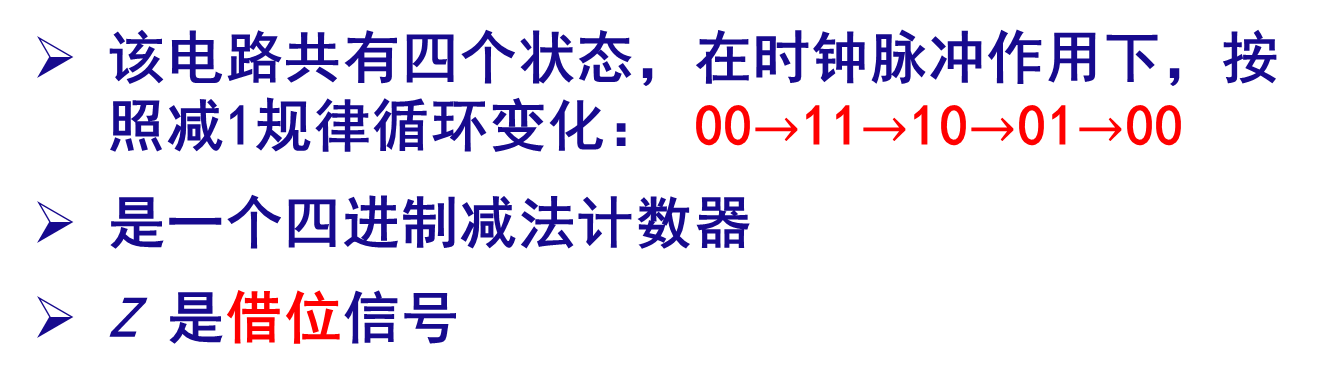 ➢ 该电路共有四个状态，在时钟脉冲作用下，按
照减1规律循环变化： 00→11→10→01→00
➢ 是一个四进制减法计数器
➢ Z 是借位信号